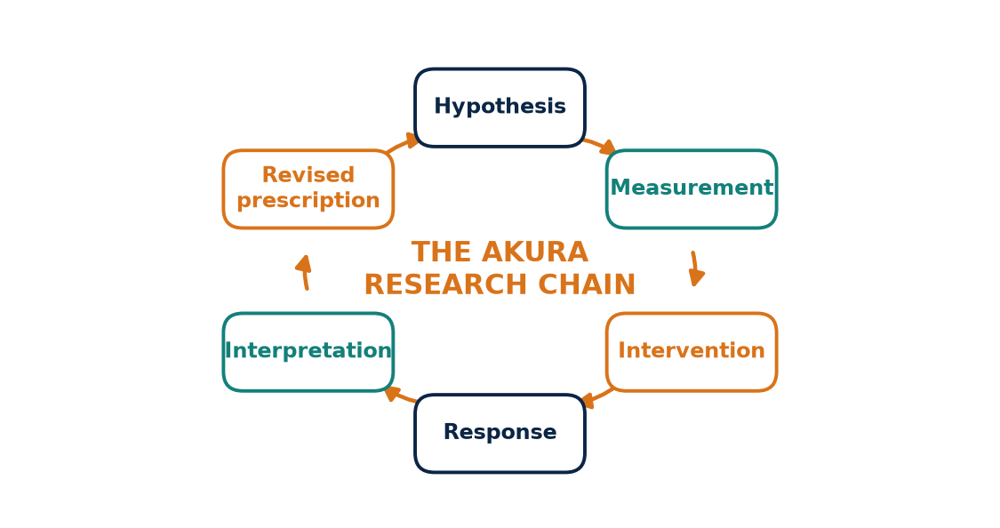 Hypothesis
Measurement
Intervention
Response
Interpretation
Revised
prescription
THE AKURA
RESEARCH CHAIN